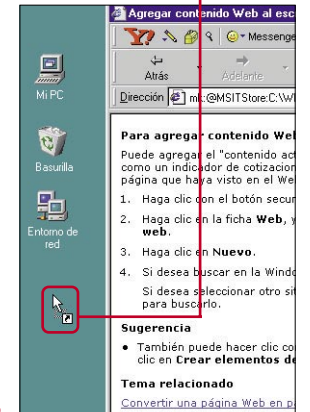 Agregar contenido Web al esc
Messenge
Atrás
Adelante
Dirección mk:@MSITStore:C:\WI
Mi PC
Basurilla
Entorno de
red
Para agregar contenido Wel
Puede agregar el "contenido act
como un indicador de cotizacion
página que haya visto en el We
1. Haga clic con el botón secur
2. Haga clic en la ficha Web, y
web.
3. Haga clic en Nuevo.
4. Si desea buscar en la Windo
Si desea seleccionar otro sit
para buscarlo.
Sugerencia
• También puede hacer clic co
clic en Crear elementos de
Tema relacionado
Convertir una página Web en pa